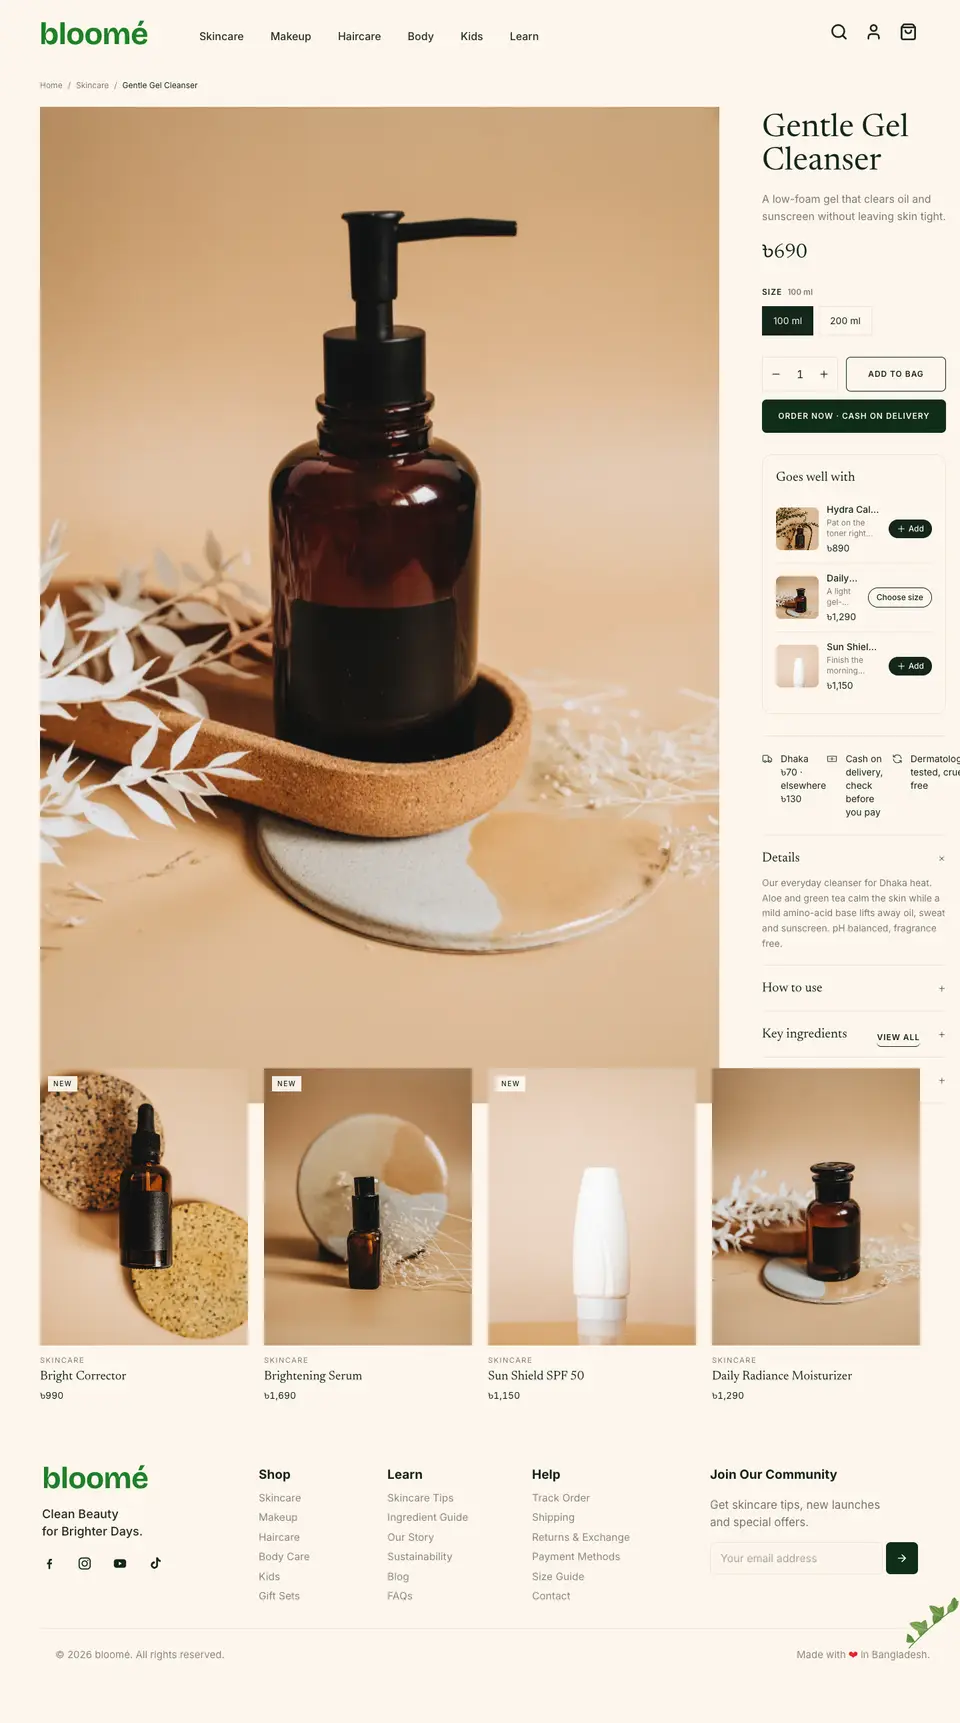 bloomé
Skincare Makeup Haircare Body Kids Learn
Home / Skincare / Gentle Gel Cleanser
Gentle Gel
Cleanser
A low-foam gel that clears oil and
sunscreen without leaving skin tight.
৳690
SIZE 100 ml
100 ml 200 ml
− 1 + ADD TO BAG
ORDER NOW · CASH ON DELIVERY
Goes well with
Hydra Cal...
Pat on the
toner right...
৳890
+ Add
Daily...
A light
gel-...
৳1,290
Choose size
Sun Shiel...
Finish the
morning...
৳1,150
+ Add
Dhaka
৳70 ·
elsewhere
৳130
Cash on
delivery,
check
before
you pay
Dermatolog
tested, crue
free
Details ×
Our everyday cleanser for Dhaka heat.
Aloe and green tea calm the skin while a
mild amino-acid base lifts away oil, sweat
and sunscreen. pH balanced, fragrance
free.
How to use +
Key ingredients +
VIEW ALL
+
NEW
SKINCARE
Bright Corrector
৳990
NEW
SKINCARE
Brightening Serum
৳1,690
NEW
SKINCARE
Sun Shield SPF 50
৳1,150
SKINCARE
Daily Radiance Moisturizer
৳1,290
bloomé
Clean Beauty
for Brighter Days.
Shop
Skincare
Makeup
Haircare
Body Care
Kids
Gift Sets
Learn
Skincare Tips
Ingredient Guide
Our Story
Sustainability
Blog
FAQs
Help
Track Order
Shipping
Returns & Exchange
Payment Methods
Size Guide
Contact
Join Our Community
Get skincare tips, new launches
and special offers.
Your email address →
© 2026 bloomé. All rights reserved.
Made with ❤ in Bangladesh.